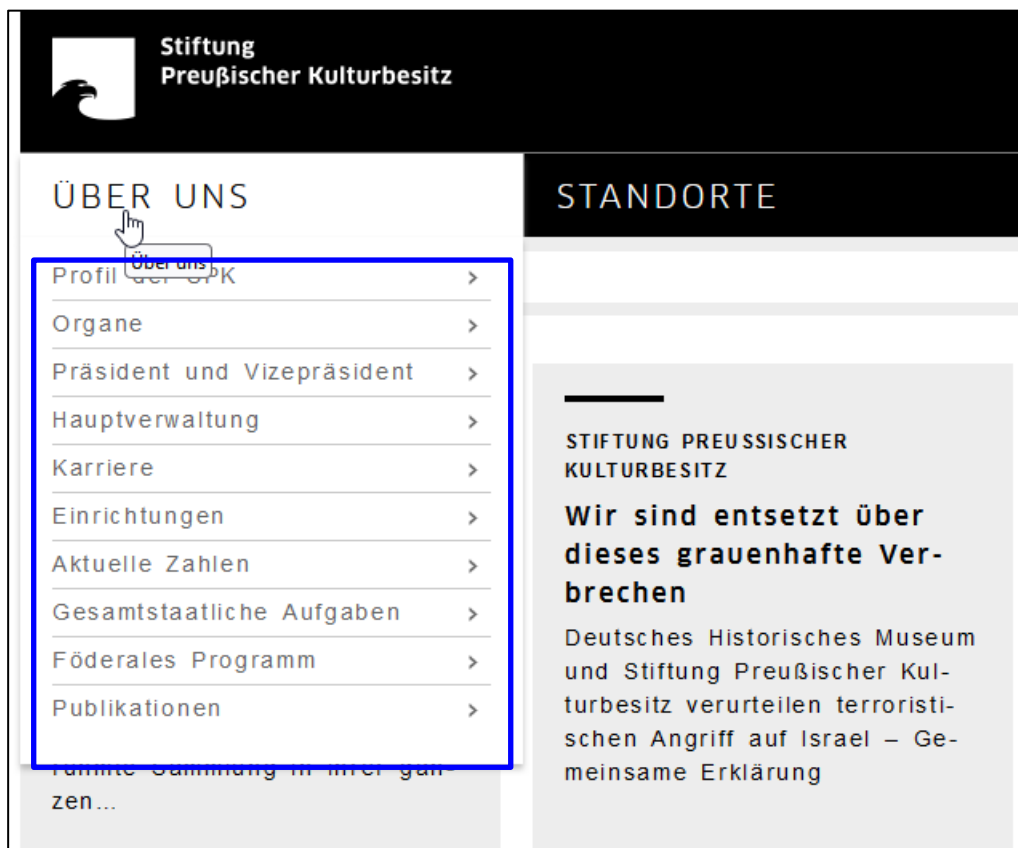 Stiftung
Preußischer Kulturbesitz
ÜBER UNS
STANDORTE
Über uns
Profil der SPK
Organe
Präsident und Vizepräsident
Hauptverwaltung
Karriere
Einrichtungen
Aktuelle Zahlen
Gesamtstaatliche Aufgaben
Föderales Programm
Publikationen
zen...
STIFTUNG PREUSSISCHER
KULTURBESITZ
Wir sind entsetzt über
dieses grauenhafte Ver-
brechen
Deutsches Historisches Museum
und Stiftung Preußischer Kul-
turbesitz verurteilen terroristi-
schen Angriff auf Israel – Ge-
meinsame Erklärung